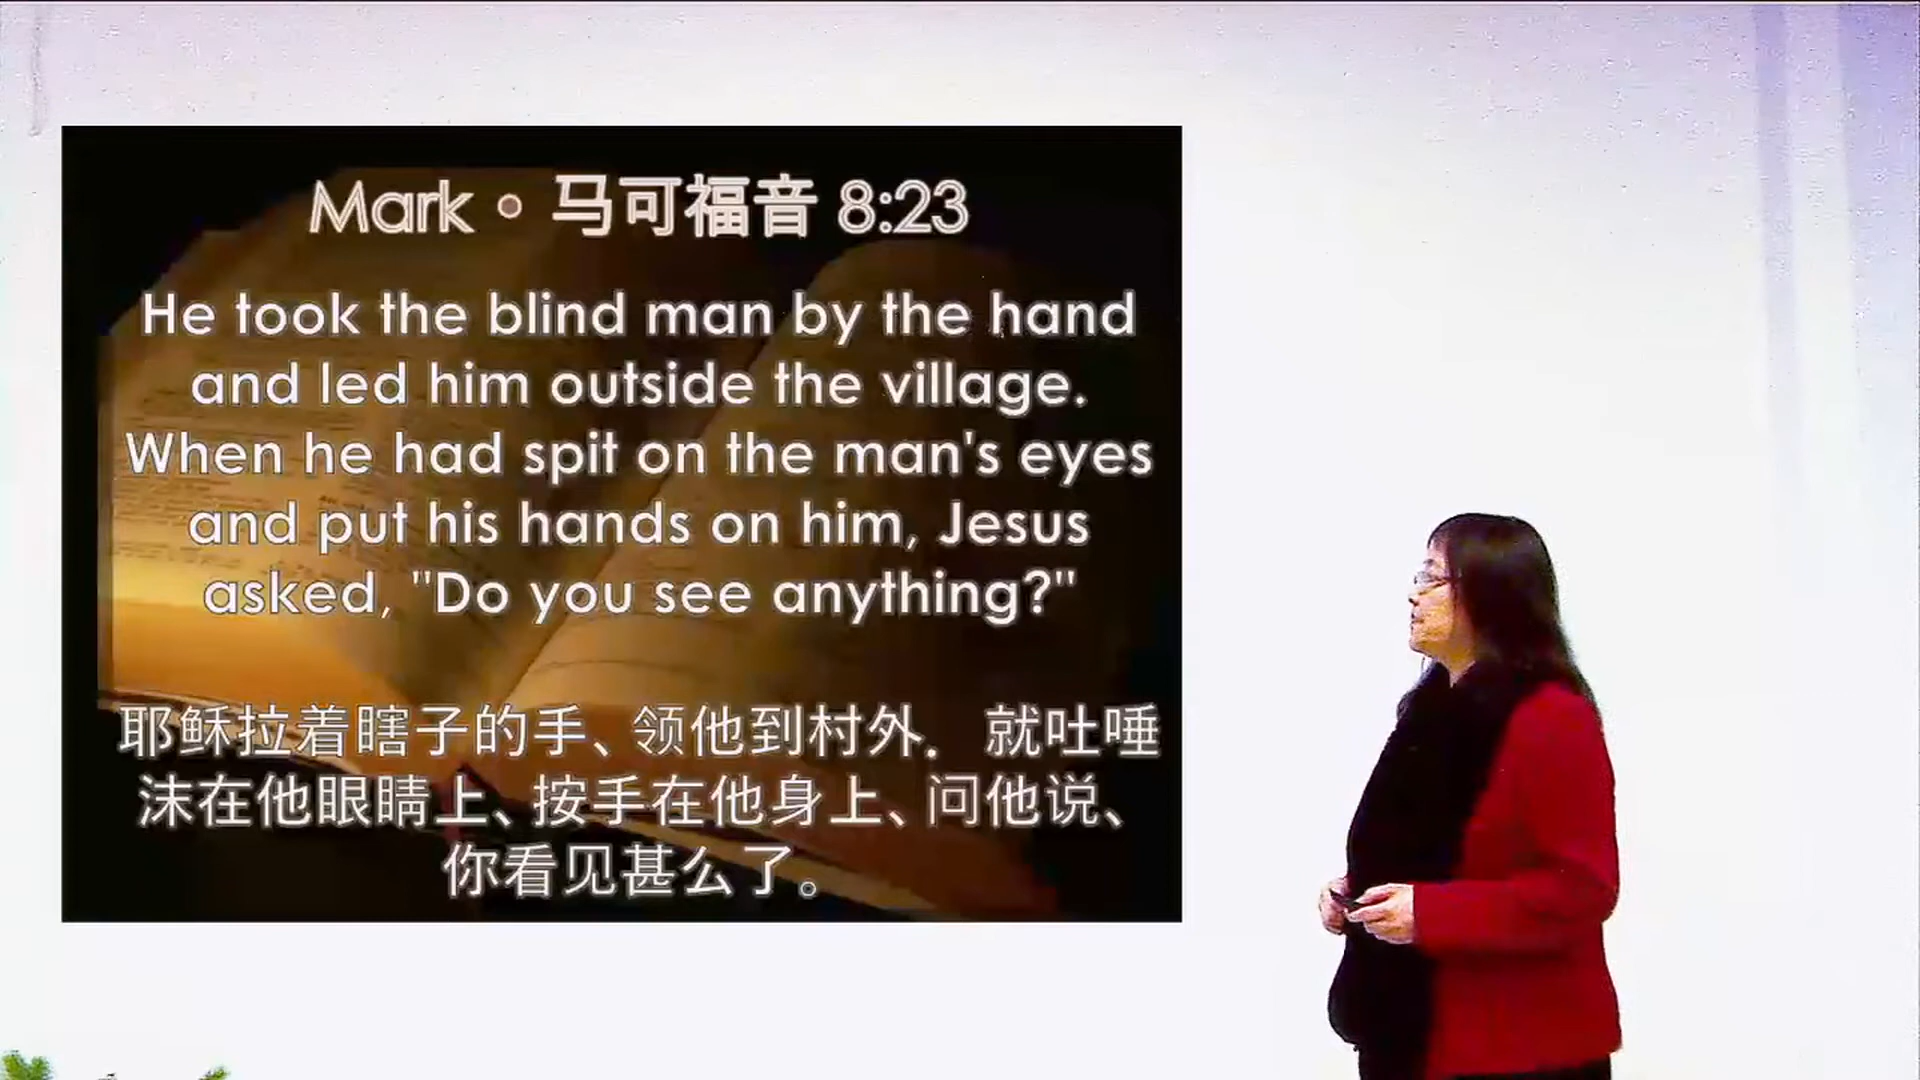 Mark • 马可福音 8:23
He took the blind man by the hand
and led him outside the village.
When he had spit on the man's eyes
and put his hands on him, Jesus
asked, "Do you see anything?"
耶稣拉着瞎子的手、领他到村外． 就吐唾
沫在他眼睛上、按手在他身上、问他说、
你看见甚么了。